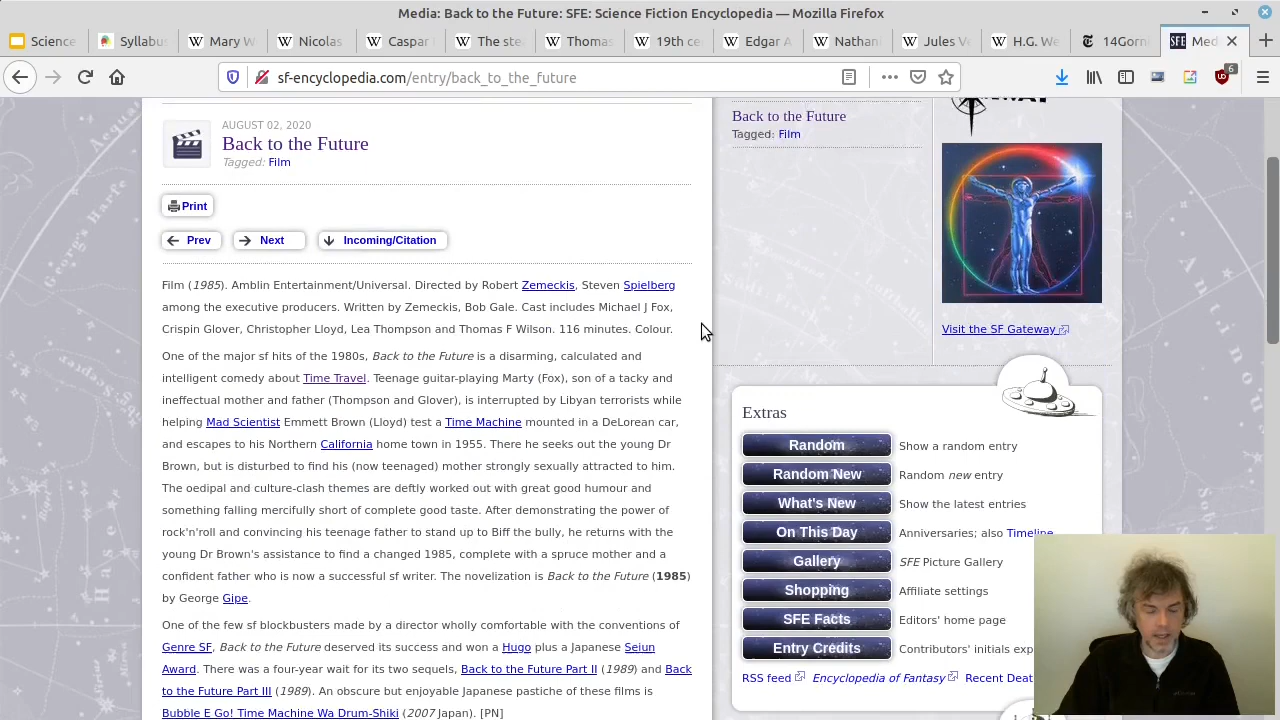 Media: Back to the Future: SFE: Science Fiction Encyclopedia — Mozilla Firefox
Science
Syllabu
Mary W
Nicolas
Caspar
The ste
Thomas
19th ce
Edgar A
Nathani
Jules Ve
H.G. We
14Gorni
SFE Med
sf-encyclopedia.com/entry/back_to_the_future
6
AUGUST 02, 2020
Back to the Future
Tagged: Film
Print
Prev
Next
Incoming/Citation
Film (1985). Amblin Entertainment/Universal. Directed by Robert Zemeckis, Steven Spielberg
among the executive producers. Written by Zemeckis, Bob Gale. Cast includes Michael J Fox,
Crispin Glover, Christopher Lloyd, Lea Thompson and Thomas F Wilson. 116 minutes. Colour.
One of the major sf hits of the 1980s, Back to the Future is a disarming, calculated and
intelligent comedy about Time Travel. Teenage guitar-playing Marty (Fox), son of a tacky and
ineffectual mother and father (Thompson and Glover), is interrupted by Libyan terrorists while
helping Mad Scientist Emmett Brown (Lloyd) test a Time Machine mounted in a DeLorean car,
and escapes to his Northern California home town in 1955. There he seeks out the young Dr
Brown, but is disturbed to find his (now teenaged) mother strongly sexually attracted to him.
The oedipal and culture-clash themes are deftly worked out with great good humour and
something falling mercifully short of complete good taste. After demonstrating the power of
rock'n'roll and convincing his teenage father to stand up to Biff the bully, he returns with the
young Dr Brown's assistance to find a changed 1985, complete with a spruce mother and a
confident father who is now a successful sf writer. The novelization is Back to the Future (1985)
by George Gipe.
One of the few sf blockbusters made by a director wholly comfortable with the conventions of
Genre SF, Back to the Future deserved its success and won a Hugo plus a Japanese Seiun
Award. There was a four-year wait for its two sequels, Back to the Future Part II (1989) and Back
to the Future Part III (1989). An obscure but enjoyable Japanese pastiche of these films is
Bubble E Go! Time Machine Wa Drum-Shiki (2007 Japan). [PN]
Back to the Future
Tagged: Film
Visit the SF Gateway
Extras
Random Show a random entry
Random New Random new entry
What's New Show the latest entries
On This Day Anniversaries; also Timeline
Gallery SFE Picture Gallery
Shopping Affiliate settings
SFE Facts Editors' home page
Entry Credits Contributors' initials exp
RSS feed Encyclopedia of Fantasy Recent Deat